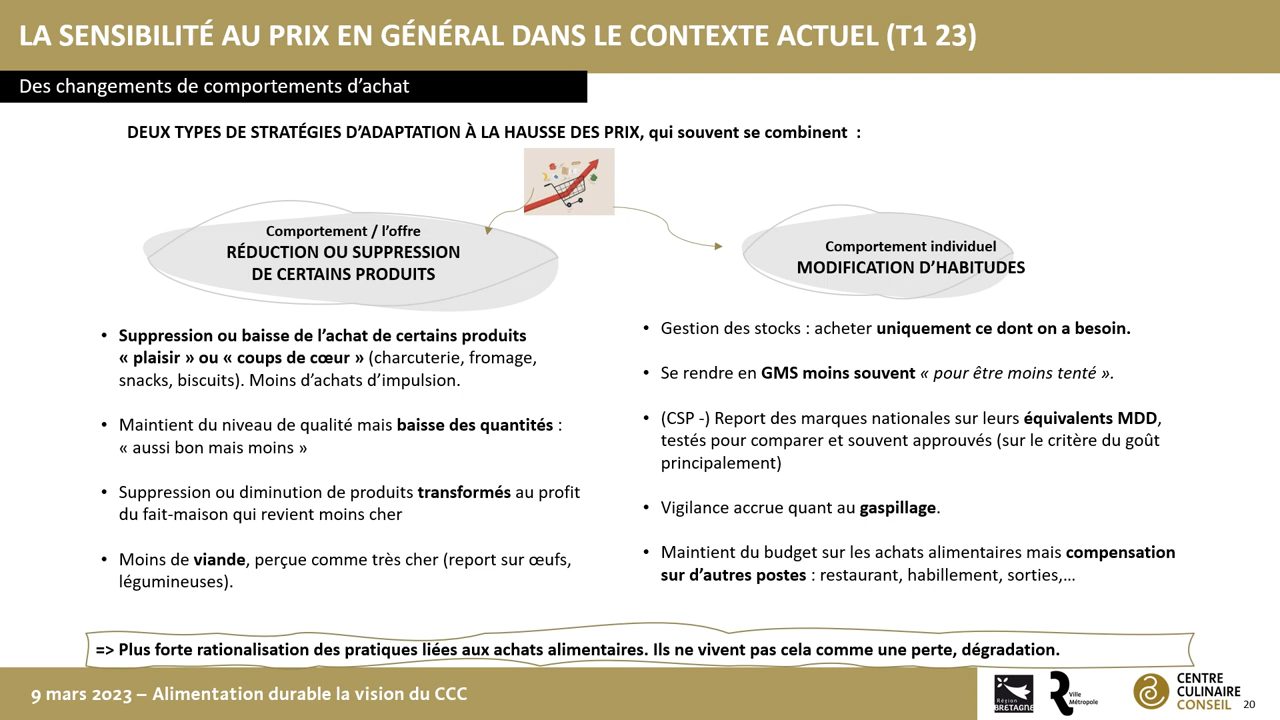 LA SENSIBILITÉ AU PRIX EN GÉNÉRAL DANS LE CONTEXTE ACTUEL (T1 23)
Des changements de comportements d’achat
DEUX TYPES DE STRATÉGIES D’ADAPTATION À LA HAUSSE DES PRIX, qui souvent se combinent :
Comportement / l’offre
RÉDUCTION OU SUPPRESSION
DE CERTAINS PRODUITS
• Suppression ou baisse de l’achat de certains produits
« plaisir » ou « coups de cœur » (charcuterie, fromage,
snacks, biscuits). Moins d’achats d’impulsion.
• Maintient du niveau de qualité mais baisse des quantités :
« aussi bon mais moins »
• Suppression ou diminution de produits transformés au profit
du fait-maison qui revient moins cher
• Moins de viande, perçue comme très cher (report sur œufs,
légumineuses).
Comportement individuel
MODIFICATION D’HABITUDES
• Gestion des stocks : acheter uniquement ce dont on a besoin.
• Se rendre en GMS moins souvent « pour être moins tenté ».
• (CSP -) Report des marques nationales sur leurs équivalents MDD,
testés pour comparer et souvent approuvés (sur le critère du goût
principalement)
• Vigilance accrue quant au gaspillage.
• Maintient du budget sur les achats alimentaires mais compensation
sur d’autres postes : restaurant, habillement, sorties,…
=> Plus forte rationalisation des pratiques liées aux achats alimentaires. Ils ne vivent pas cela comme une perte, dégradation.
9 mars 2023 – Alimentation durable la vision du CCC
Région
BRETAGNE
Ville
Métropole
CENTRE
CULINAIRE
CONSEIL
20